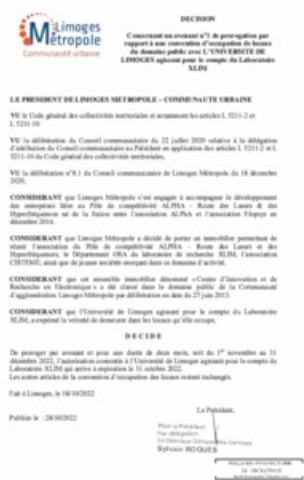 Limoges
Métropole
Communauté urbaine
DECISION
Concernant un avenant n°1 de prorogation par
rapport à une convention d'occupation de locaux
du domaine public avec L'UNIVERSITE DE
LIMOGES agissant pour le compte du Laboratoire
XLIM
LE PRESIDENT DE LIMOGES METROPOLE – COMMUNAUTE URBAINE
VU le Code général des collectivités territoriales et notamment les articles L 5211-2 et
L 5211-10
VU la délibération du Conseil communautaire du 22 juillet 2020 relative à la délégation
d'attribution du Conseil communautaire au Président en application des articles L 5211-2 et L
5211-10 du Code général des collectivités territoriales,
VU la délibération n°8.1 du Conseil communautaire de Limoges Métropole du 18 décembre
2020,
CONSIDERANT que Limoges Métropole s'est engagée à accompagner le développement
des entreprises liées au Pôle de compétitivité ALPHA - Route des Lasers & des
Hyperfréquences né de la fusion entre l'association ALPhA et l'association Elopsys en
décembre 2016.
CONSIDERANT que Limoges Métropole a décidé de porter un immobilier permettant de
réunir l'association du Pôle de compétitivité ALPHA – Route des Lasers et des
Hyperfréquences, le Département OSA du laboratoire de recherche XLIM, l'association
CISTEME, ainsi que de jeunes sociétés exerçant dans ce domaine d'activité.
CONSIDERANT que cet ensemble immobilier dénommé « Centre d'Innovation et de
Recherche en Electronique » a été classé dans le domaine public de la Communauté
d'agglomération Limoges Métropole par délibération en date du 27 juin 2013.
CONSIDERANT que l'Université de Limoges agissant pour le compte du Laboratoire
XLIM, a exprimé la volonté de demeurer dans les locaux qu'elle occupe,
D E C I D E
De proroger par avenant et pour une durée de deux mois, soit du 1er novembre au 31
décembre 2022, l'autorisation consentie à l'Université de Limoges agissant pour le compte du
Laboratoire XLIM qui arrive à expiration le 31 octobre 2022.
Les autres articles de la convention d'occupation des locaux restent inchangés.
Fait à Limoges, le 18/10/2022
Le Président,
Publiée le : 28/10/2022
Pour le Président
Par délégation
Le Directeur Général des Services
Sylvain ROQUES